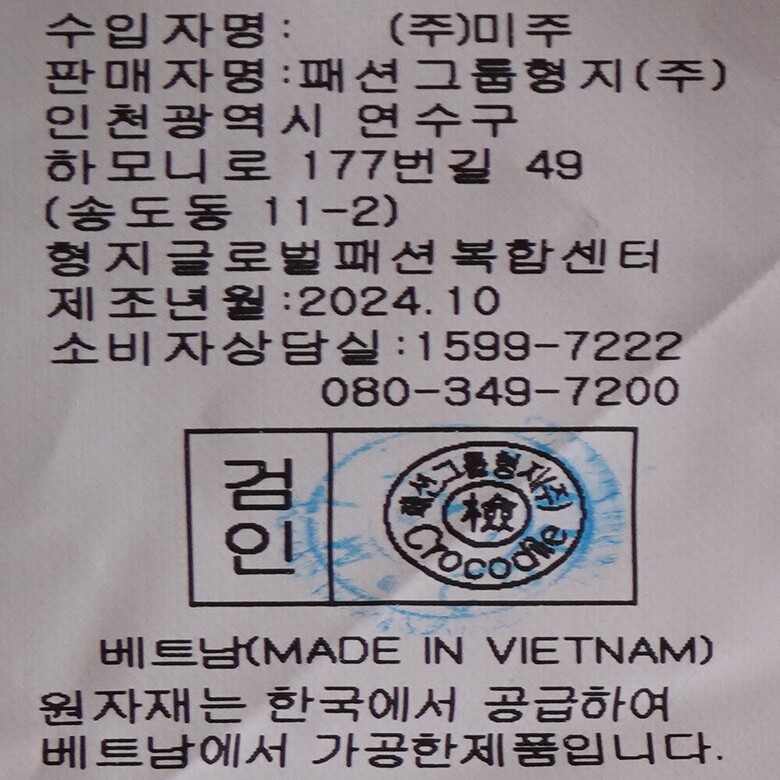 수입자명: (주)미주
판매자명:패션그룹형지(주)
인천광역시 연수구
하모니로 177번길 49
(송도동 11-2)
형지글로벌패션복합센터
제조년월:2024.10
소비자상담실:1599-7222
080-349-7200
검인
패션그룹형지(주)
檢
Crocodile
베트남(MADE IN VIETNAM)
원자재는 한국에서 공급하여
베트남에서 가공한제품입니다.